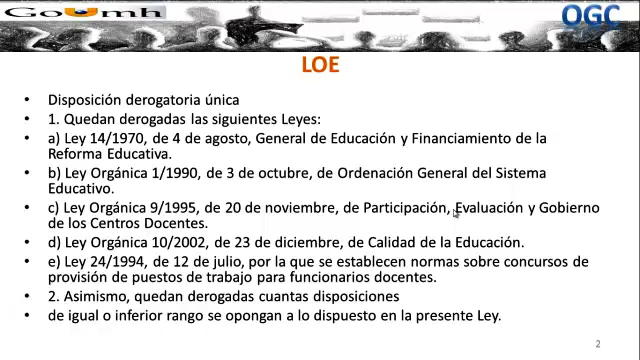 GOUmh
OGC
LOE
• Disposición derogatoria única
• 1. Quedan derogadas las siguientes Leyes:
• a) Ley 14/1970, de 4 de agosto, General de Educación y Financiamiento de la
Reforma Educativa.
• b) Ley Orgánica 1/1990, de 3 de octubre, de Ordenación General del Sistema
Educativo.
• c) Ley Orgánica 9/1995, de 20 de noviembre, de Participación, Evaluación y Gobierno
de los Centros Docentes.
• d) Ley Orgánica 10/2002, de 23 de diciembre, de Calidad de la Educación.
• e) Ley 24/1994, de 12 de julio, por la que se establecen normas sobre concursos de
provisión de puestos de trabajo para funcionarios docentes.
• 2. Asimismo, quedan derogadas cuantas disposiciones
• de igual o inferior rango se opongan a lo dispuesto en la presente Ley.
2